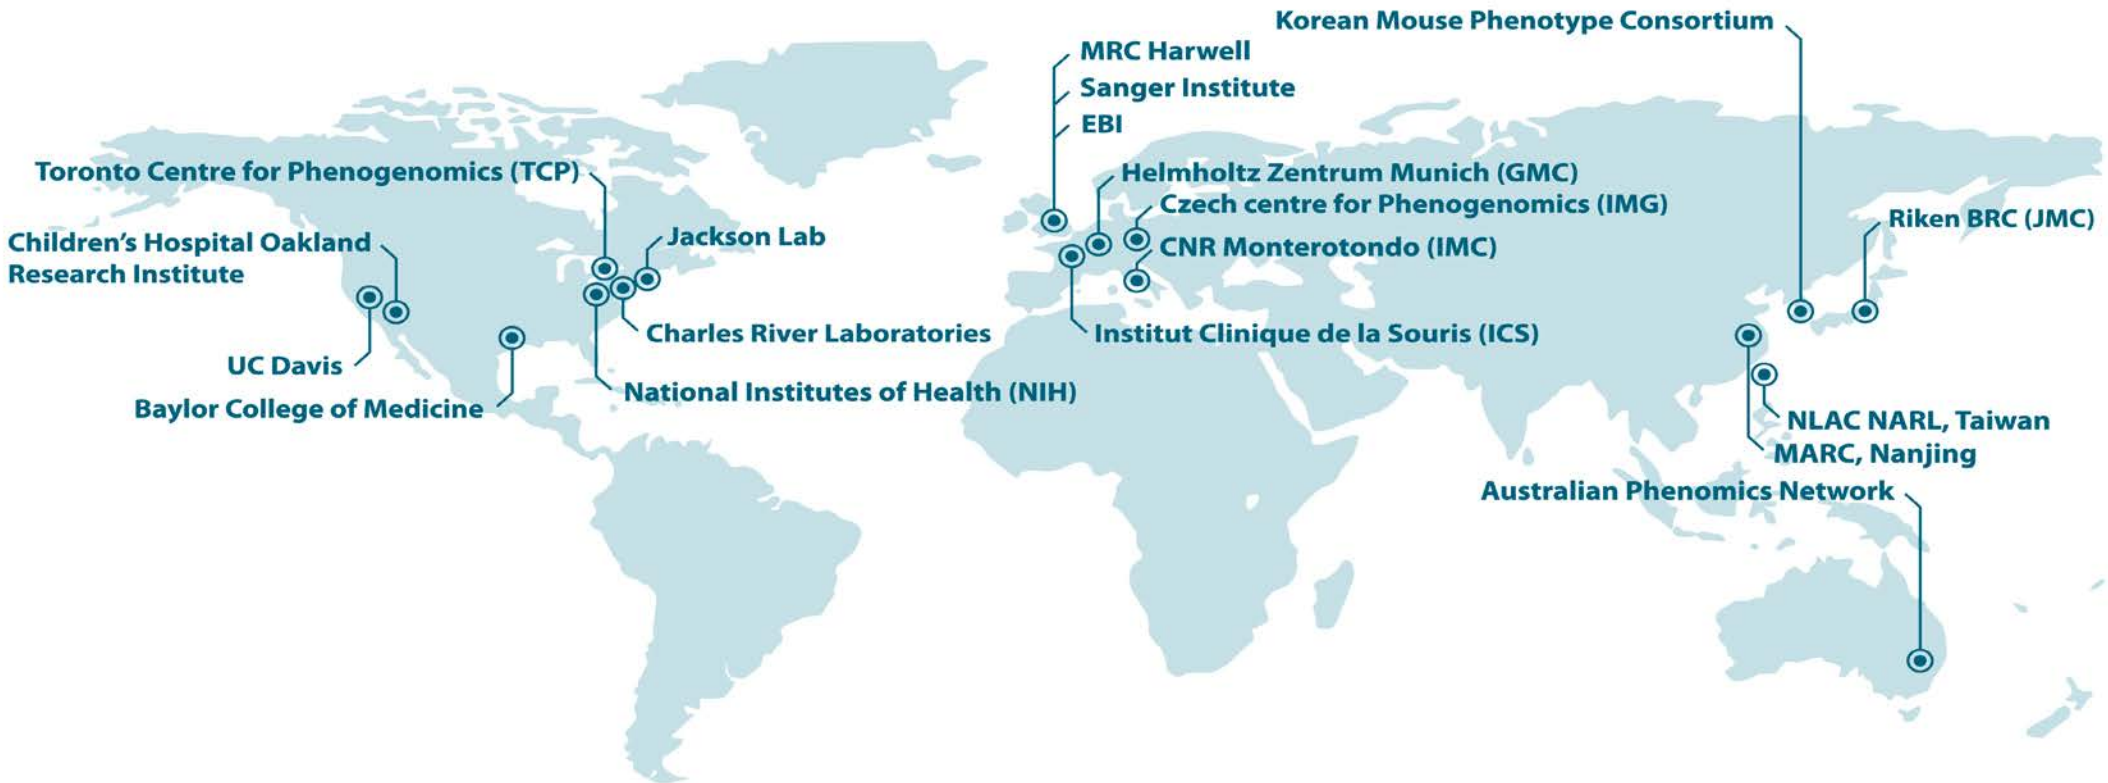 Korean Mouse Phenotype Consortium
MRC Harwell
Sanger Institute
EBI
Toronto Centre for Phenogenomics (TCP)
Helmholtz Zentrum Munich (GMC)
Czech centre for Phenogenomics (IMG)
Riken BRC (JMC)
Children's Hospital Oakland
Research Institute
Jackson Lab
CNR Monterotondo (IMC)
Charles River Laboratories
Institut Clinique de la Souris (ICS)
UC Davis
National Institutes of Health (NIH)
Baylor College of Medicine
NLAC NARL, Taiwan
MARC, Nanjing
Australian Phenomics Network